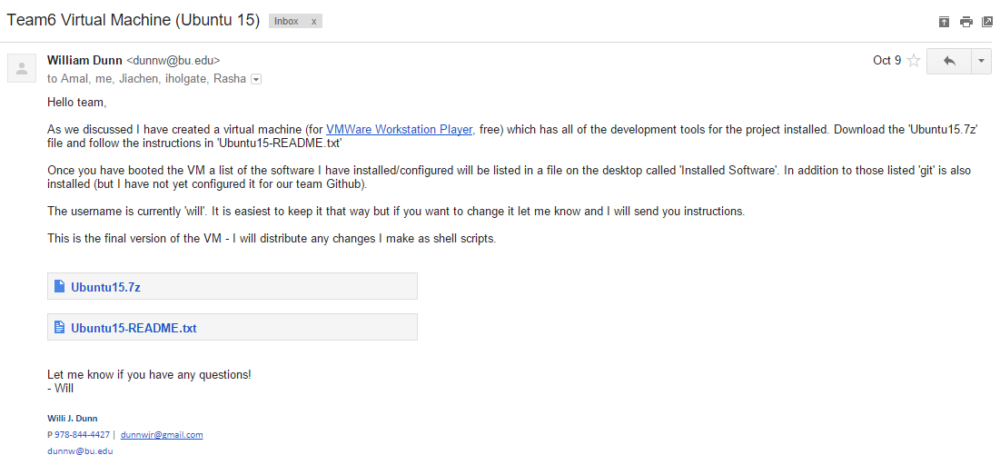 Team6 Virtual Machine (Ubuntu 15) Inbox x
William Dunn <dunnw@bu.edu> Oct 9
to Amal, me, Jiachen, iholgate, Rasha
Hello team,
As we discussed I have created a virtual machine (for VMWare Workstation Player, free) which has all of the development tools for the project installed. Download the 'Ubuntu15.7z'
file and follow the instructions in 'Ubuntu15-README.txt'
Once you have booted the VM a list of the software I have installed/configured will be listed in a file on the desktop called 'Installed Software'. In addition to those listed 'git' is also
installed (but I have not yet configured it for our team Github).
The username is currently 'will'. It is easiest to keep it that way but if you want to change it let me know and I will send you instructions.
This is the final version of the VM - I will distribute any changes I make as shell scripts.
Ubuntu15.7z
Ubuntu15-README.txt
Let me know if you have any questions!
- Will
Willi J. Dunn
P 978-844-4427 | dunnwjr@gmail.com
dunnw@bu.edu